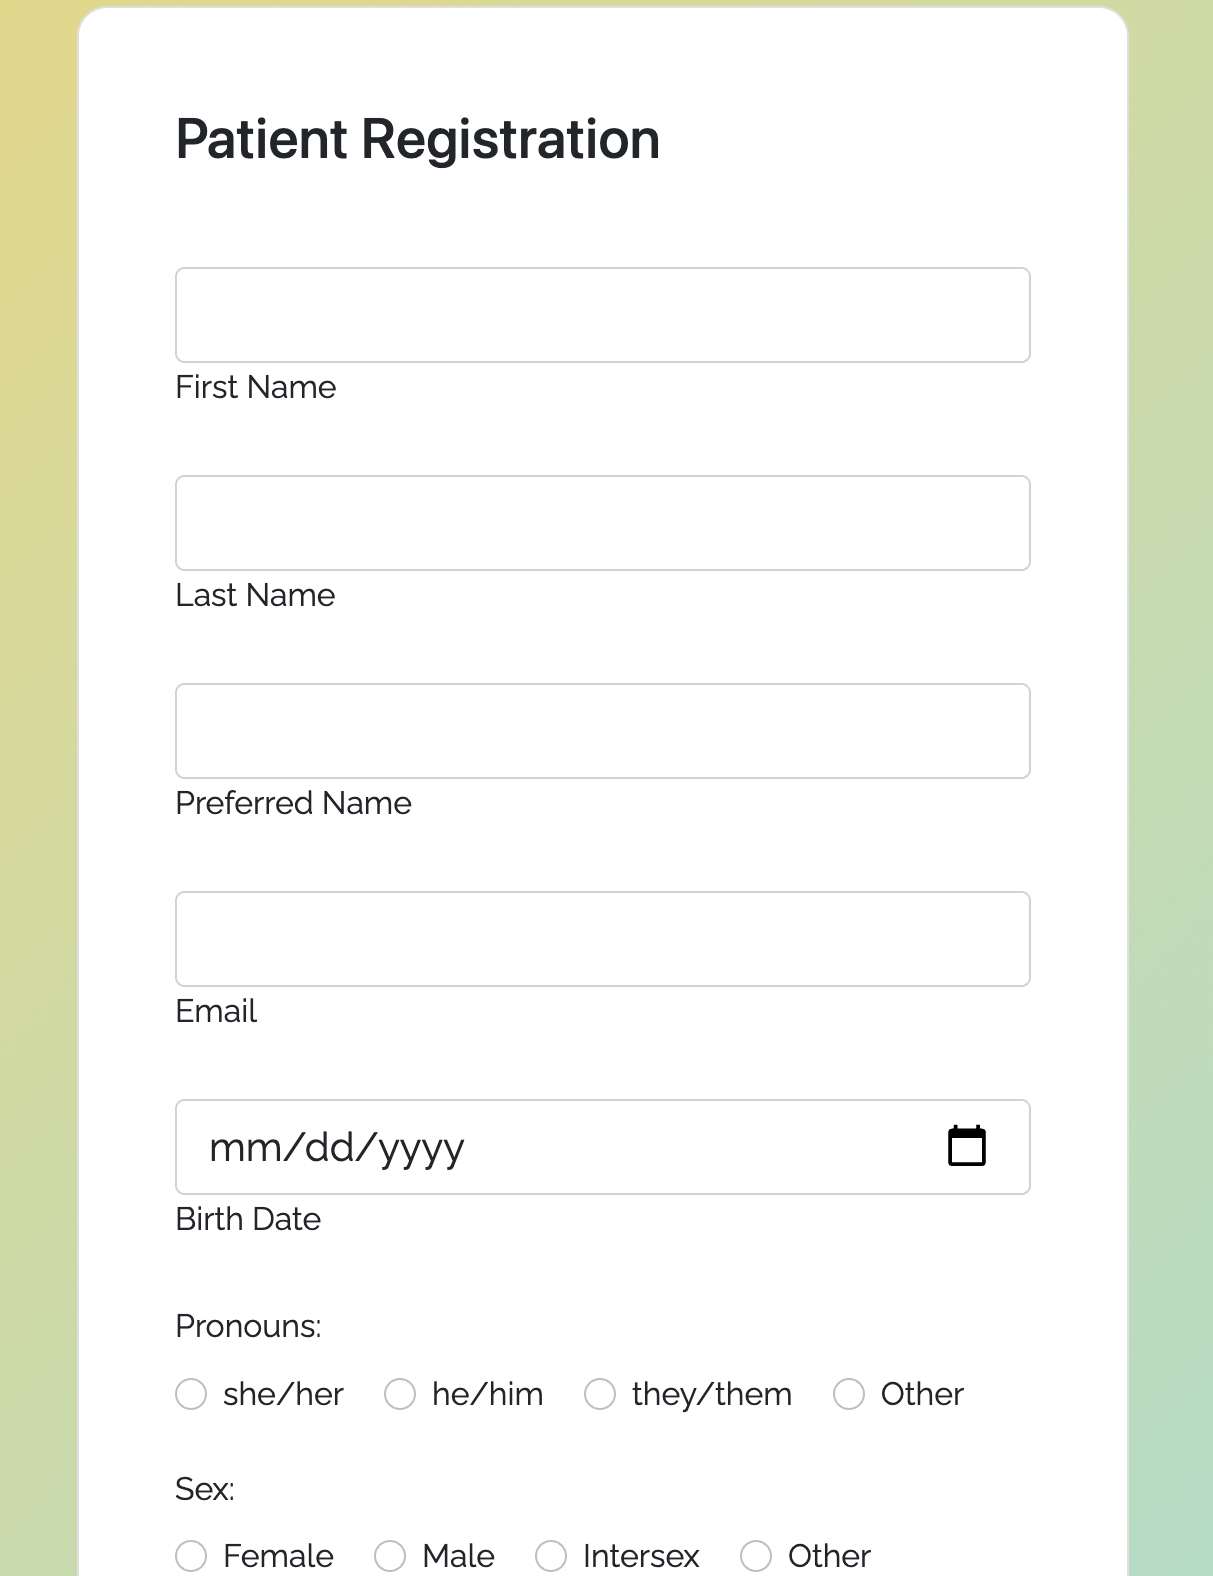 Patient Registration
First Name
Last Name
Preferred Name
Email
mm/dd/yyyy
Birth Date
Pronouns:
she/her he/him they/them Other
Sex:
Female Male Intersex Other